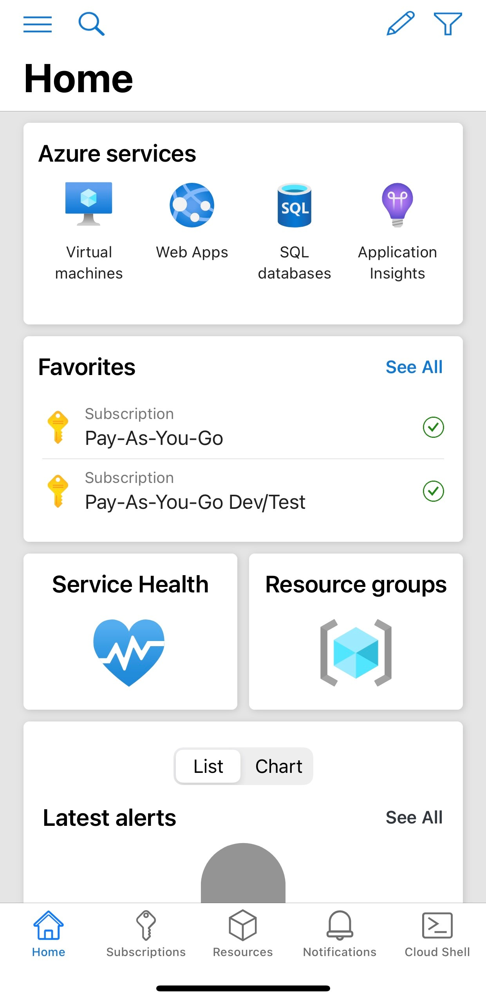 Home
Azure services
SQL
Virtual machines
Web Apps
SQL databases
Application Insights
Favorites
See All
Subscription
Pay-As-You-Go
Subscription
Pay-As-You-Go Dev/Test
Service Health
Resource groups
List
Chart
Latest alerts
See All
Home
Subscriptions
Resources
Notifications
Cloud Shell